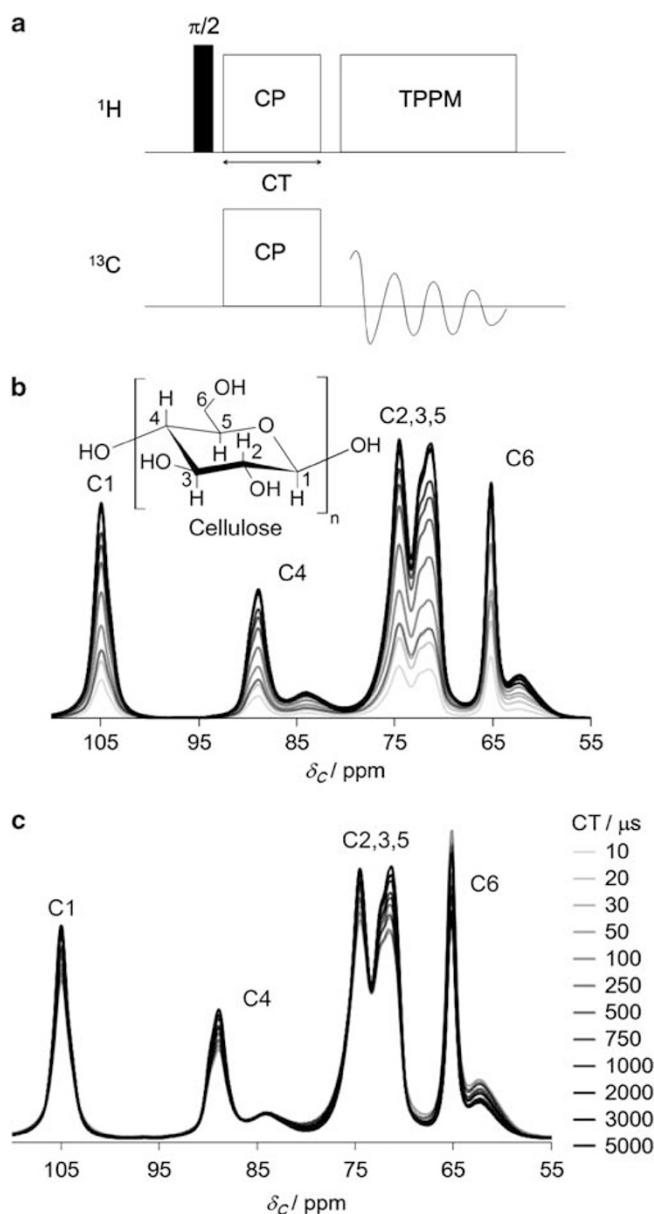 a
π/2
¹H
CP
TPPM
CT
¹³C
CP
b
C1
H
4
HO
6
OH
5
O
H
H
2
HO
3
H
OH
1
H
OH
n
Cellulose
C4
C2,3,5
C6
105 95 85 75 65 55
δC / ppm
c
C1
C4
C2,3,5
C6
105 95 85 75 65 55
δC / ppm
CT / μs
10
20
30
50
100
250
500
750
1000
2000
3000
5000